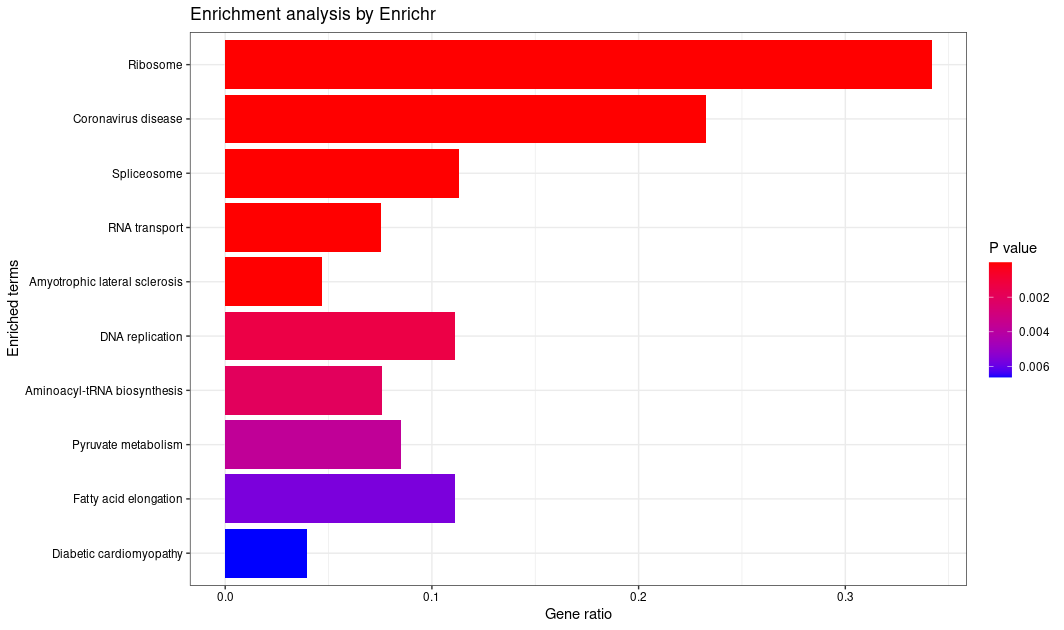 Enrichment analysis by Enrichr
Enriched terms
Ribosome
Coronavirus disease
Spliceosome
RNA transport
Amyotrophic lateral sclerosis
DNA replication
Aminoacyl-tRNA biosynthesis
Pyruvate metabolism
Fatty acid elongation
Diabetic cardiomyopathy
0.0 0.1 0.2 0.3
Gene ratio
P value
0.002
0.004
0.006